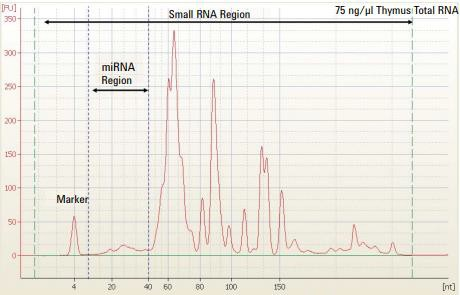 [FU]
Small RNA Region
75 ng/µl Thymus Total RNA
350
300
miRNA
Region
250
200
150
100
Marker
50
0
4 20 40 60 80 100 150 [nt]